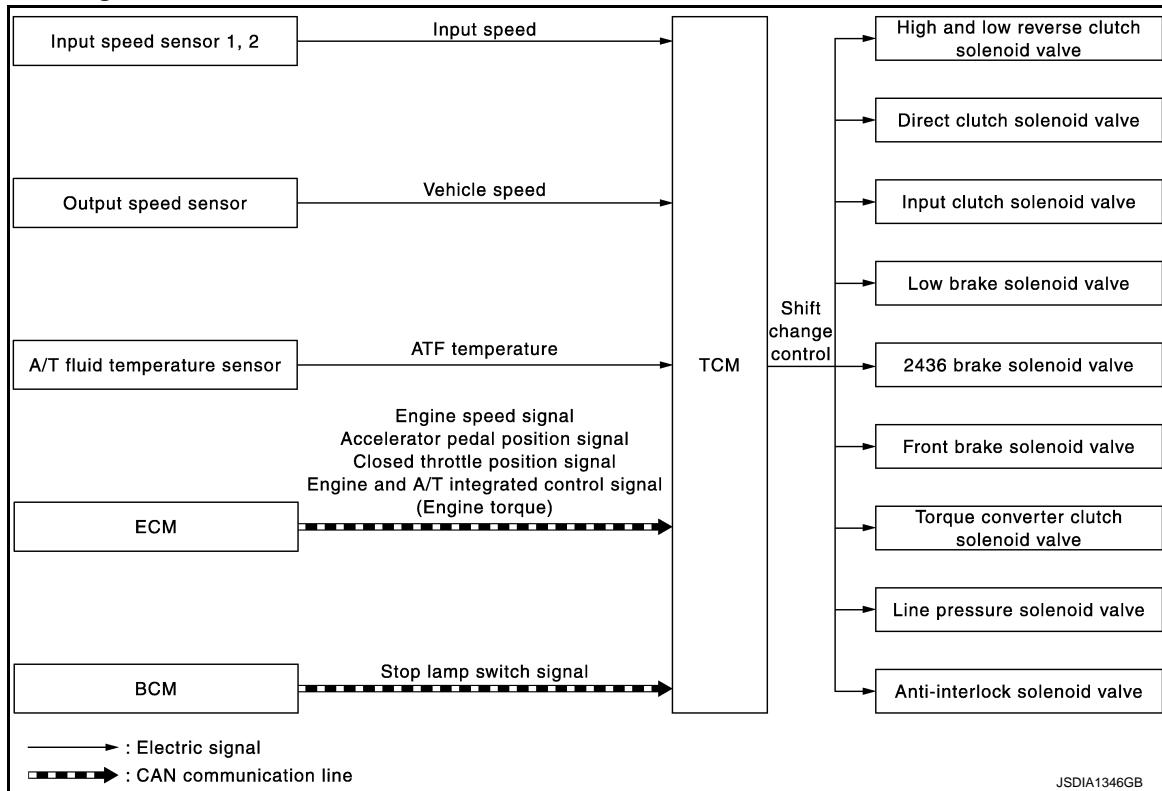 Input speed sensor 1, 2
Input speed
Output speed sensor
Vehicle speed
A/T fluid temperature sensor
ATF temperature
Engine speed signal
Accelerator pedal position signal
Closed throttle position signal
Engine and A/T integrated control signal
(Engine torque)
ECM
BCM
Stop lamp switch signal
TCM
Shift
change
control
High and low reverse clutch
solenoid valve
Direct clutch solenoid valve
Input clutch solenoid valve
Low brake solenoid valve
2436 brake solenoid valve
Front brake solenoid valve
Torque converter clutch
solenoid valve
Line pressure solenoid valve
Anti-interlock solenoid valve
: Electric signal
: CAN communication line
JSDIA1346GB